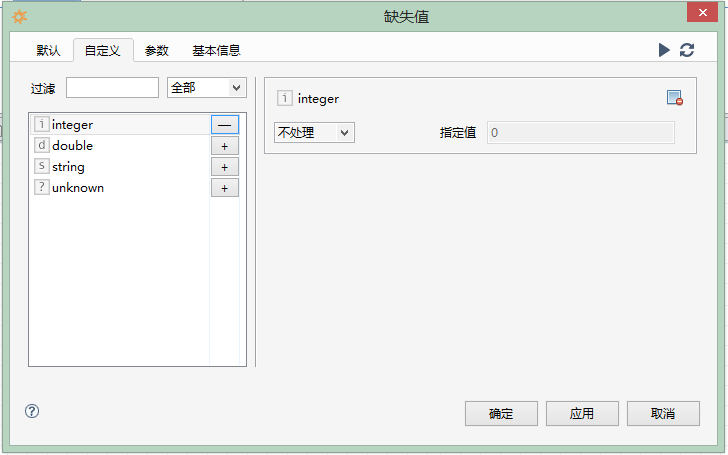 缺失值
默认 自定义 参数 基本信息
过滤 全部
i integer —
d double +
s string +
? unknown +
i integer
不处理 指定值 0
?
确定 应用 取消